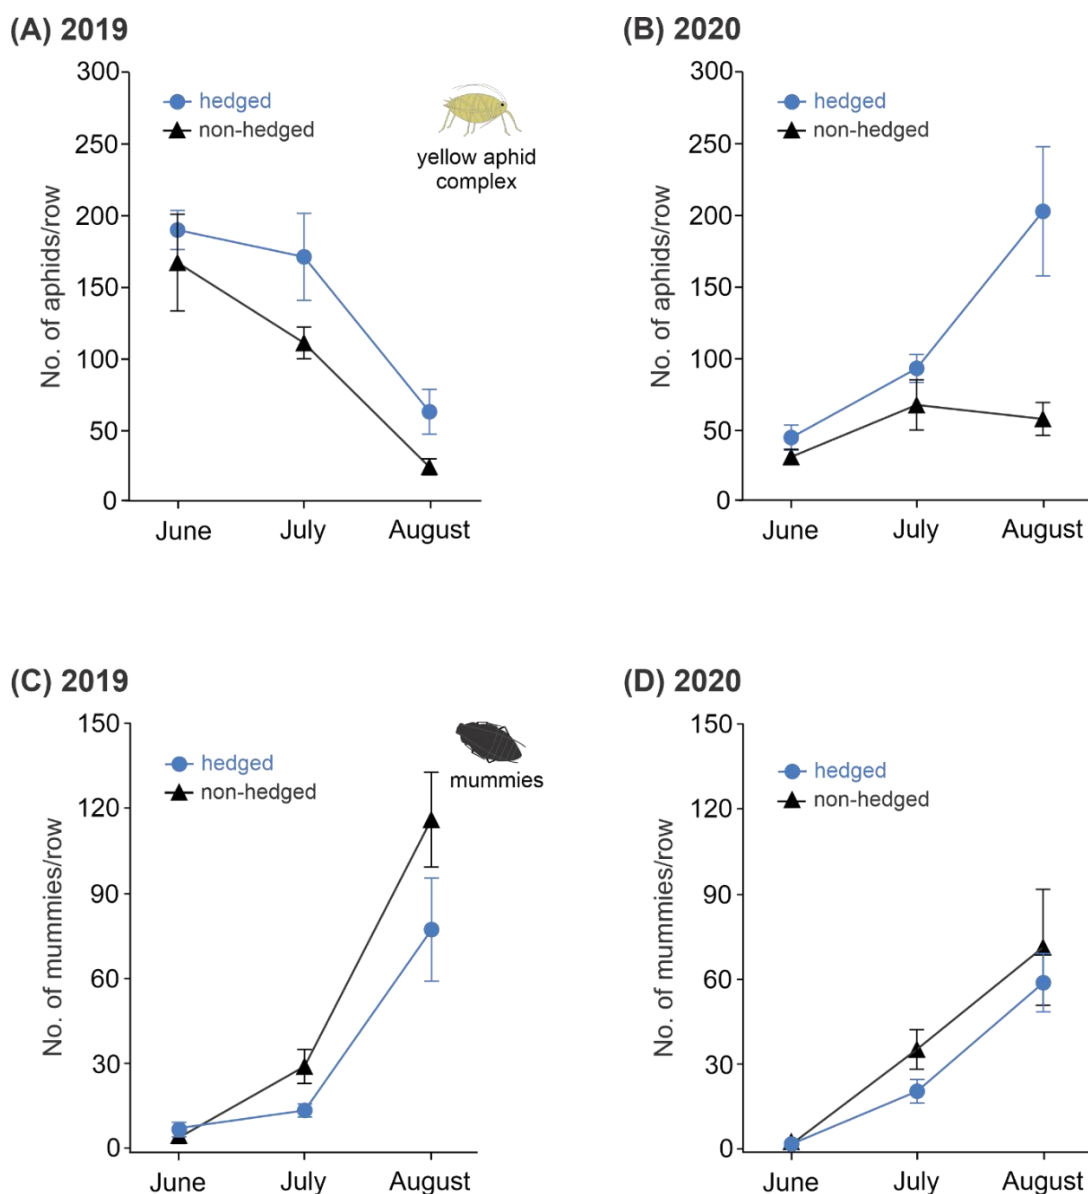 (A) 2019
300
250
200
150
100
50
0
No. of aphids/row
hedged
non-hedged
yellow aphid
complex
June July August
(B) 2020
300
250
200
150
100
50
0
No. of aphids/row
hedged
non-hedged
June July August
(C) 2019
150
120
90
60
30
0
No. of mummies/row
hedged
non-hedged
mummies
June July August
(D) 2020
150
120
90
60
30
0
No. of mummies/row
hedged
non-hedged
June July August